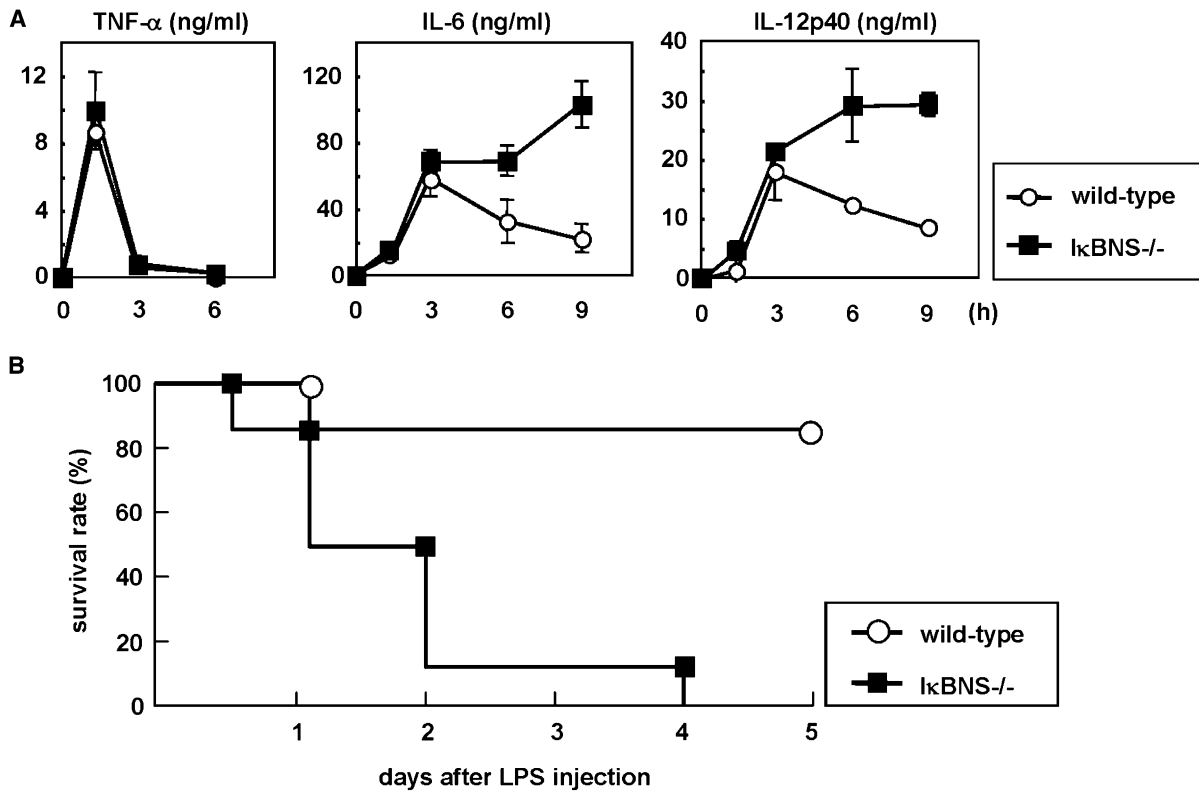 A
TNF-α (ng/ml)
IL-6 (ng/ml)
IL-12p40 (ng/ml)
12
8
4
0
0 3 6
120
80
40
0
0 3 6 9
40
30
20
10
0
0 3 6 9 (h)
wild-type
IκBNS-/-
B
survival rate (%)
100
80
60
40
20
0
1 2 3 4 5
days after LPS injection
wild-type
IκBNS-/-